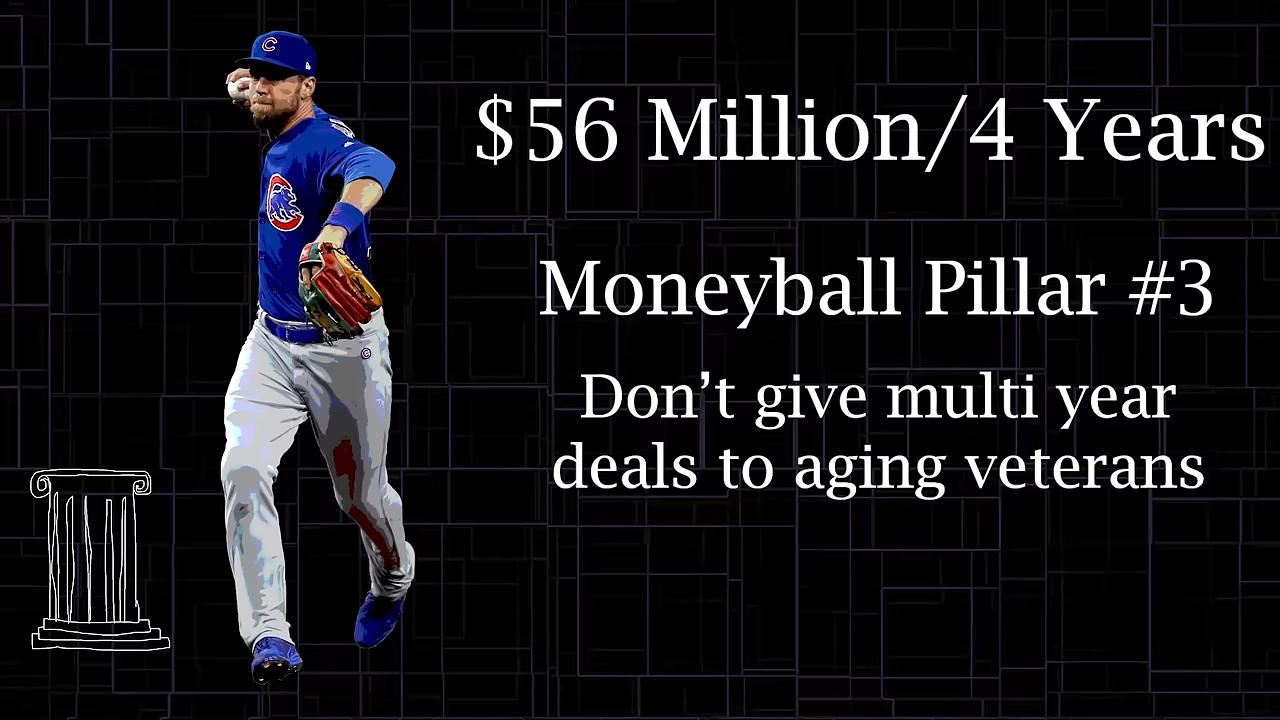 $56 Million/4 Years
Moneyball Pillar #3
Don’t give multi year
deals to aging veterans
C
C
C